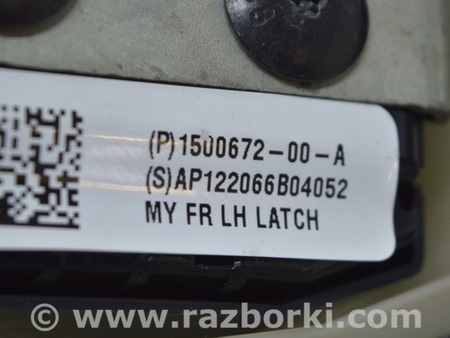 (P)1500672-00-A
(S)AP122066B04052
MY FR LH LATCH
© www.razborki.com